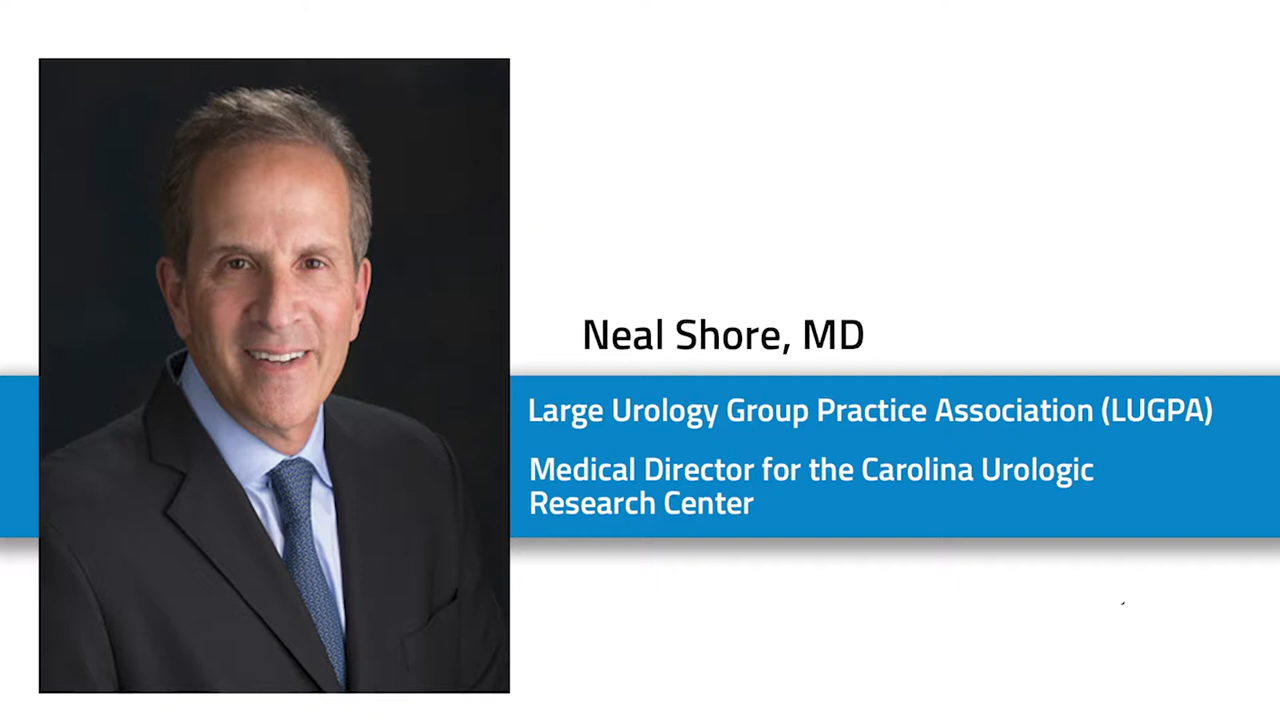 Neal Shore, MD
Large Urology Group Practice Association (LUGPA)
Medical Director for the Carolina Urologic
Research Center